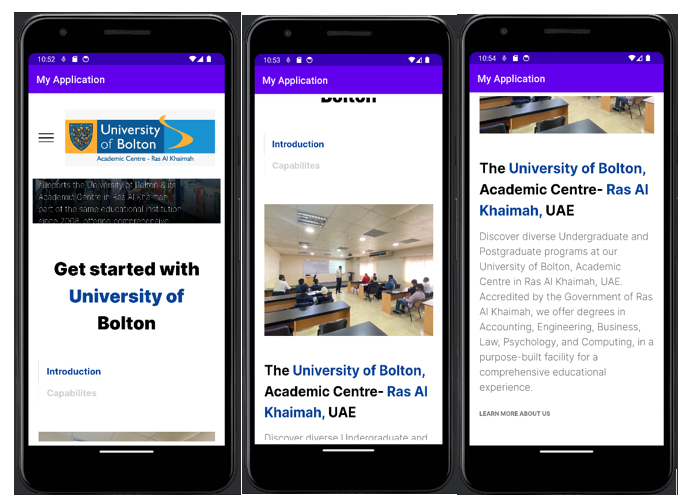 10:52
My Application
University
of Bolton
Academic Centre - Ras Al Khaimah
Supports the University of Bolton & its
Academic Centre in Ras Al Khaimah
part of the same educational institution
since 2008, offering comprehensive
Get started with
University of
Bolton
Introduction
Capabilites
10:53
My Application
Bolton
Introduction
Capabilites
The University of Bolton,
Academic Centre- Ras Al
Khaimah, UAE
Discover diverse Undergraduate and
10:54
My Application
The University of Bolton,
Academic Centre- Ras Al
Khaimah, UAE
Discover diverse Undergraduate and
Postgraduate programs at our
University of Bolton, Academic
Centre in Ras Al Khaimah, UAE.
Accredited by the Government of Ras
Al Khaimah, we offer degrees in
Accounting, Engineering, Business,
Law, Psychology, and Computing, in a
purpose-built facility for a
comprehensive educational
experience.
LEARN MORE ABOUT US